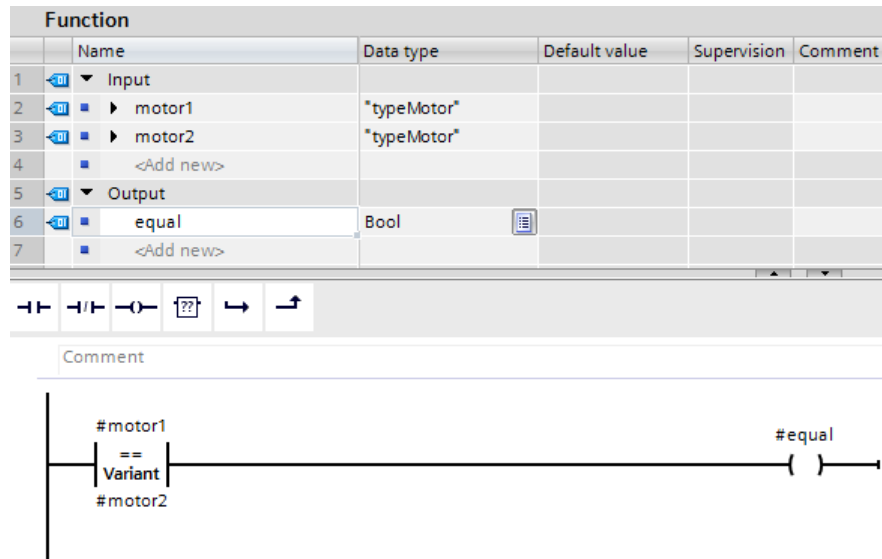 Function
Name Data type Default value Supervision Comment
1 Input
2 motor1 "typeMotor"
3 motor2 "typeMotor"
4 <Add new>
5 Output
6 equal Bool
7 <Add new>
??
Comment
#motor1
==
Variant
#motor2
#equal